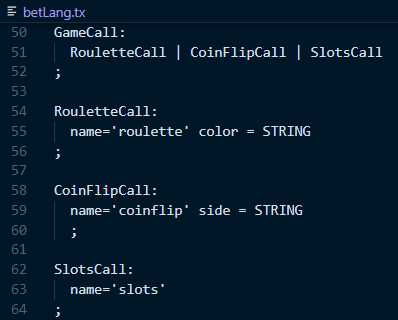 betLang.tx
50 GameCall:
51 RouletteCall | CoinFlipCall | SlotsCall
52 ;
53
54 RouletteCall:
55 name='roulette' color = STRING
56 ;
57
58 CoinFlipCall:
59 name='coinflip' side = STRING
60 ;
61
62 SlotsCall:
63 name='slots'
64 ;